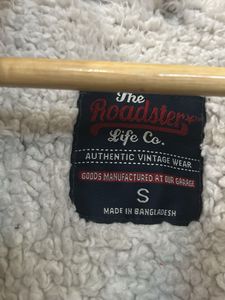 The
Roadster
Life Co.
AUTHENTIC VINTAGE WEAR
GOODS MANUFACTURED AT OUR GARAGE
S
MADE IN BANGLADESH